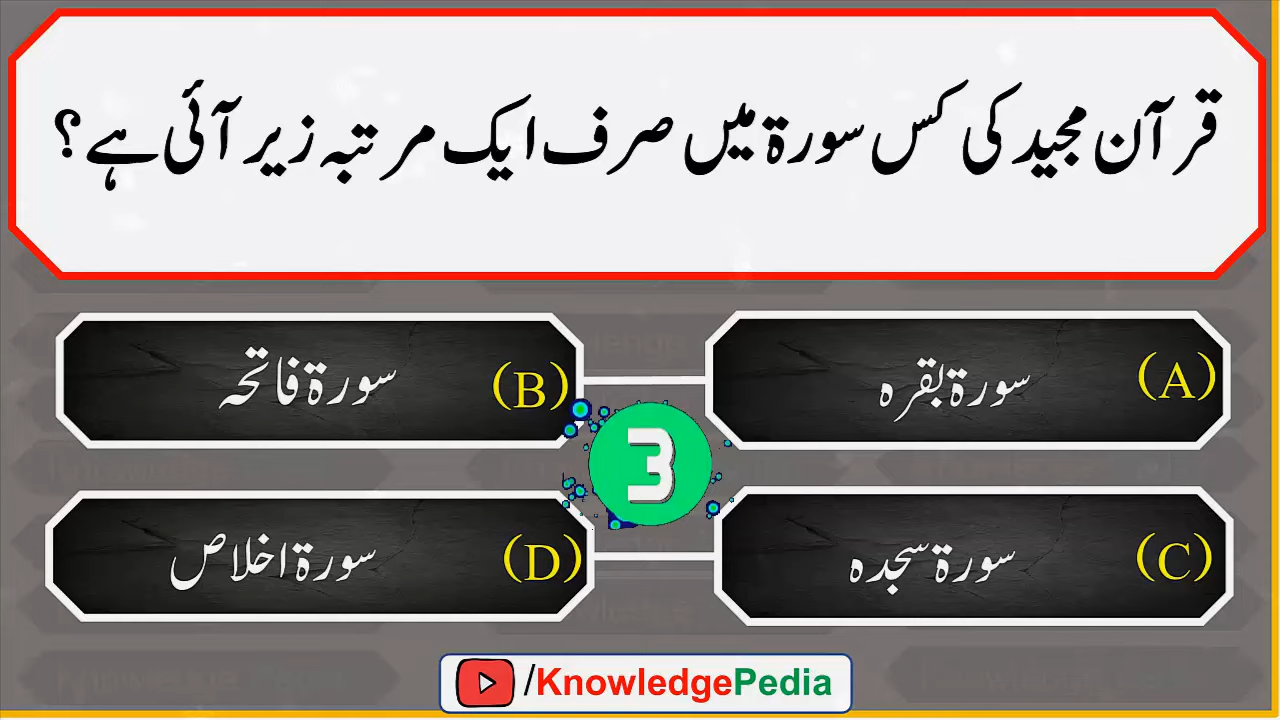 قرآن مجید کی کس سورۃ میں صرف ایک مرتبہ زیر آئی ہے؟
(A) سورۃ بقرہ
(B) سورۃ فاتحہ
3
(C) سورۃ سجدہ
(D) سورۃ اخلاص
/KnowledgePedia